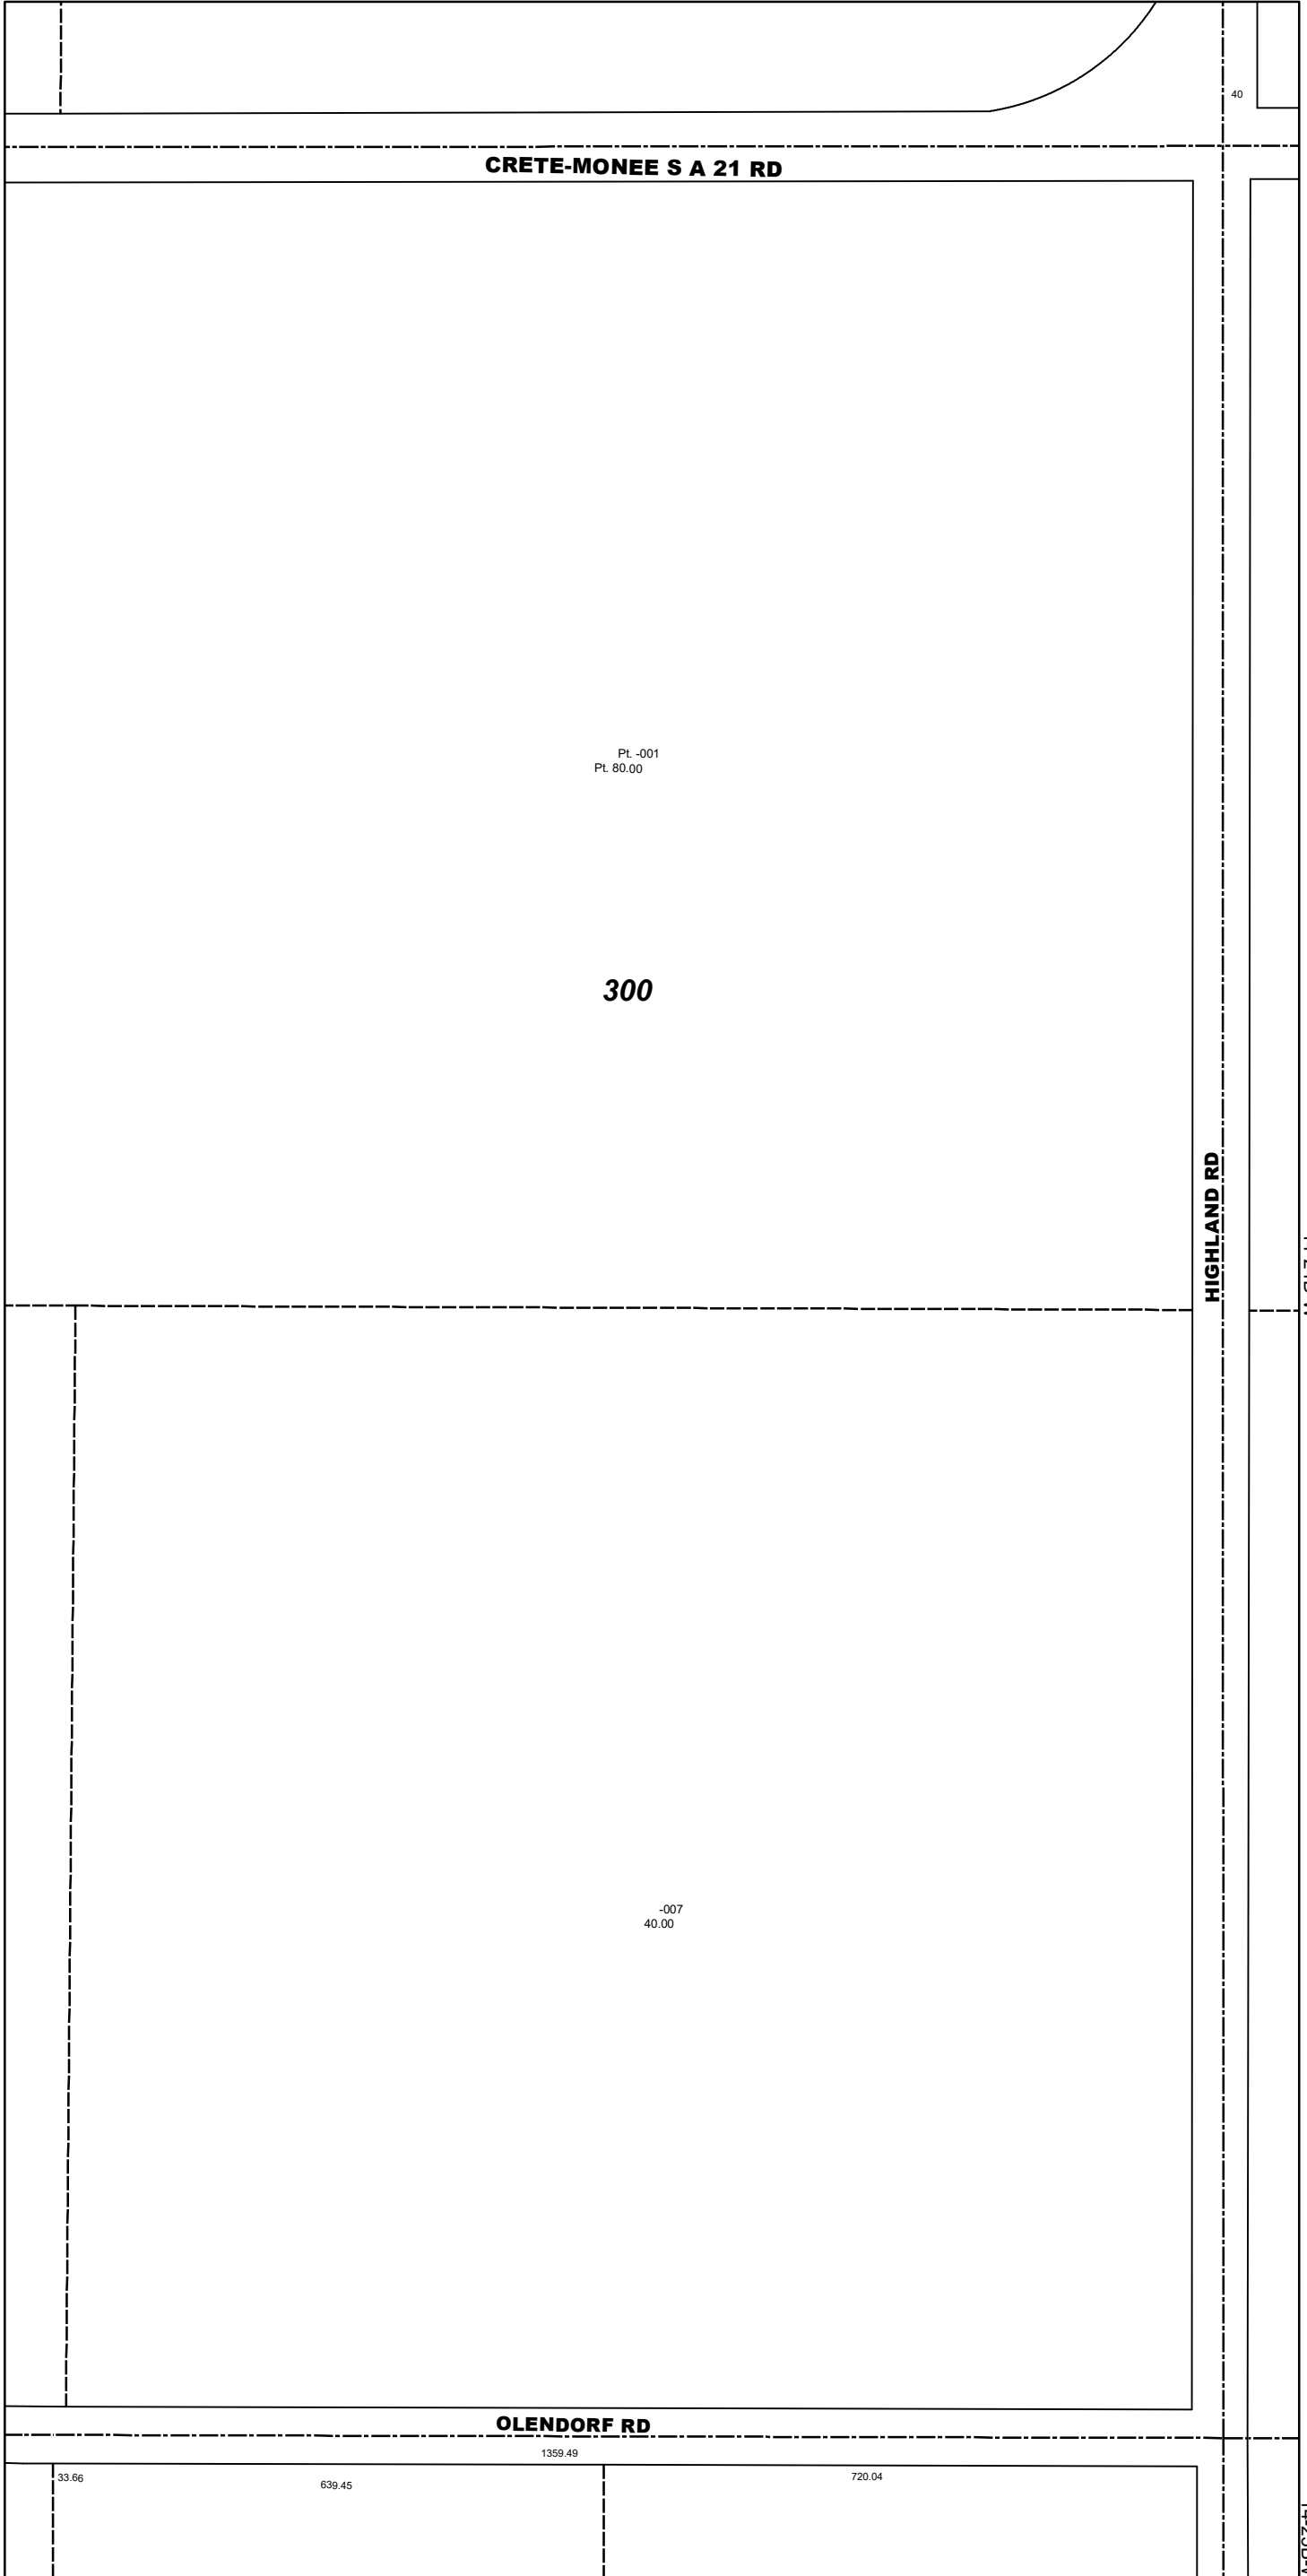 40
CRETE-MONEE S A 21 RD
Pt. -001
Pt. 80.00
300
HIGHLAND RD
-007
40.00
OLENDORF RD
1359.49
33.66
639.45
720.04